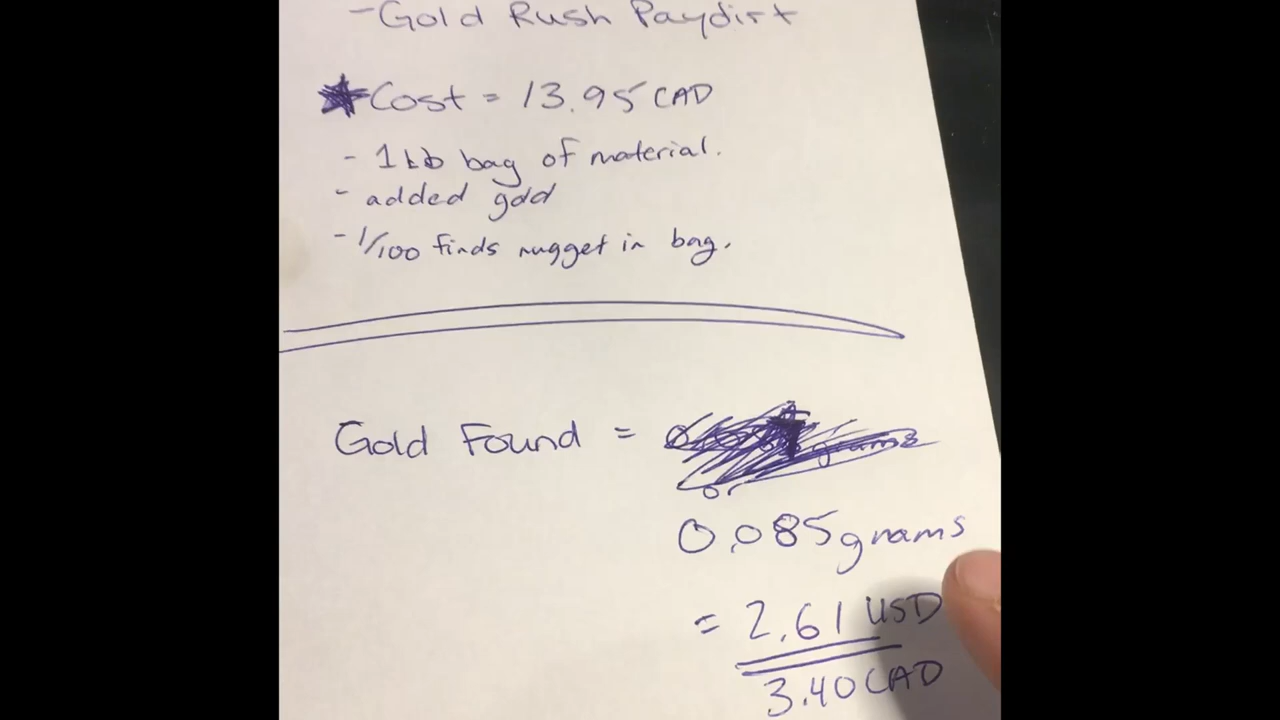 - Gold Rush Paydirt
Cost = 13.95 CAD
- 1 lb bag of material.
- added gold
- 1/100 finds nugget in bag.
Gold Found =
or
0.085 grams
= 2.61 USD
3.40 CAD